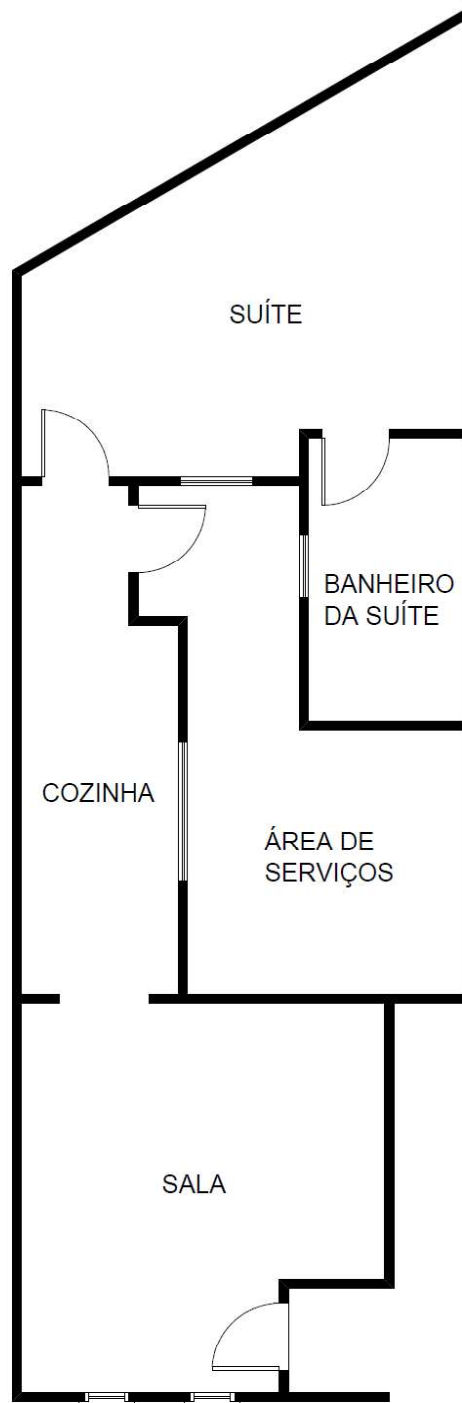 SUÍTE
BANHEIRO
DA SUÍTE
COZINHA
ÁREA DE
SERVIÇOS
SALA